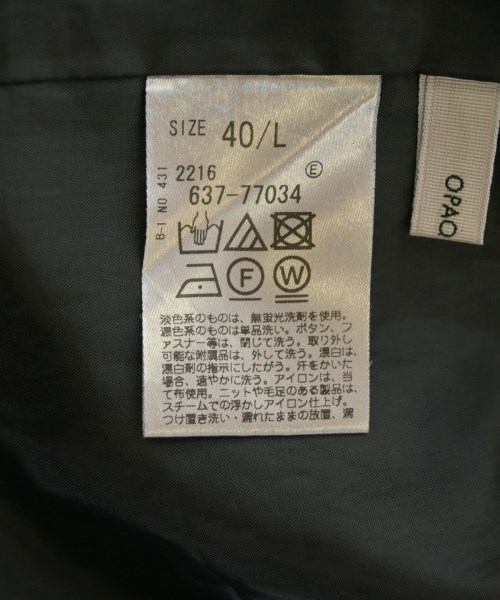 SIZE 40/L
B-I NO 431
2216 E
637-77034
F W
淡色系のものは、無蛍光洗剤を使用。
濃色系のものは単品洗い。ボタン、フ
ァスナー等は、閉じて洗う。取り外し
可能な附属品は、外して洗う。漂白は、
漂白剤の指示にしたがう。汗をかいた
場合、速やかに洗う。アイロンは、当
て布使用。ニットや毛足のある製品は、
スチームでの浮かしアイロン仕上げ。
つけ置き洗い・濡れたままの放置、濡
OPAQ